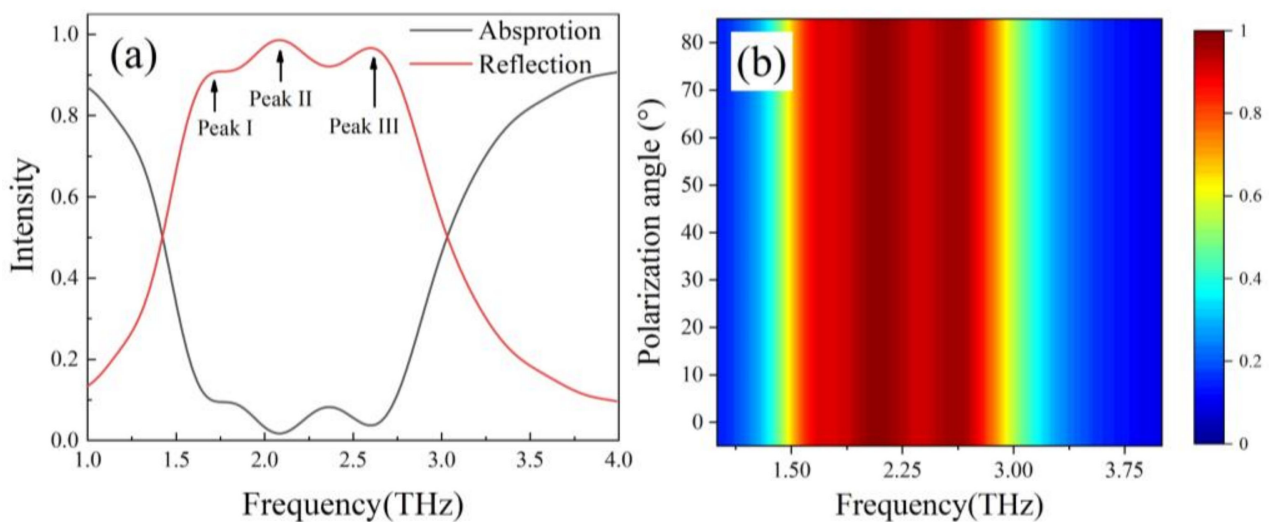 (a)
Absprotion
Reflection
Peak I
Peak II
Peak III
Intensity
1.0
0.8
0.6
0.4
0.2
0.0
1.0 1.5 2.0 2.5 3.0 3.5 4.0
Frequency(THz)
(b)
Polarization angle (°)
80
70
60
50
40
30
20
10
0
1.50 2.25 3.00 3.75
Frequency(THz)
1
0.8
0.6
0.4
0.2
0